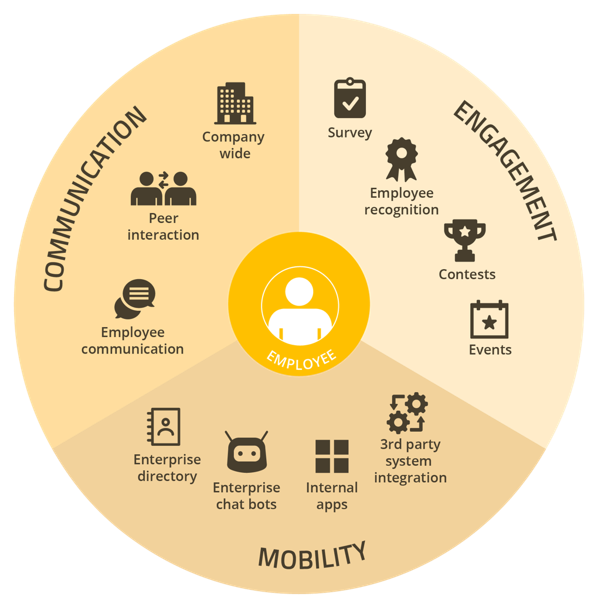 COMMUNICATION
Company
wide
Peer
interaction
Employee
communication
ENGAGEMENT
Survey
Employee
recognition
Contests
Events
EMPLOYEE
Enterprise
directory
Enterprise
chat bots
Internal
apps
3rd party
system
integration
MOBILITY